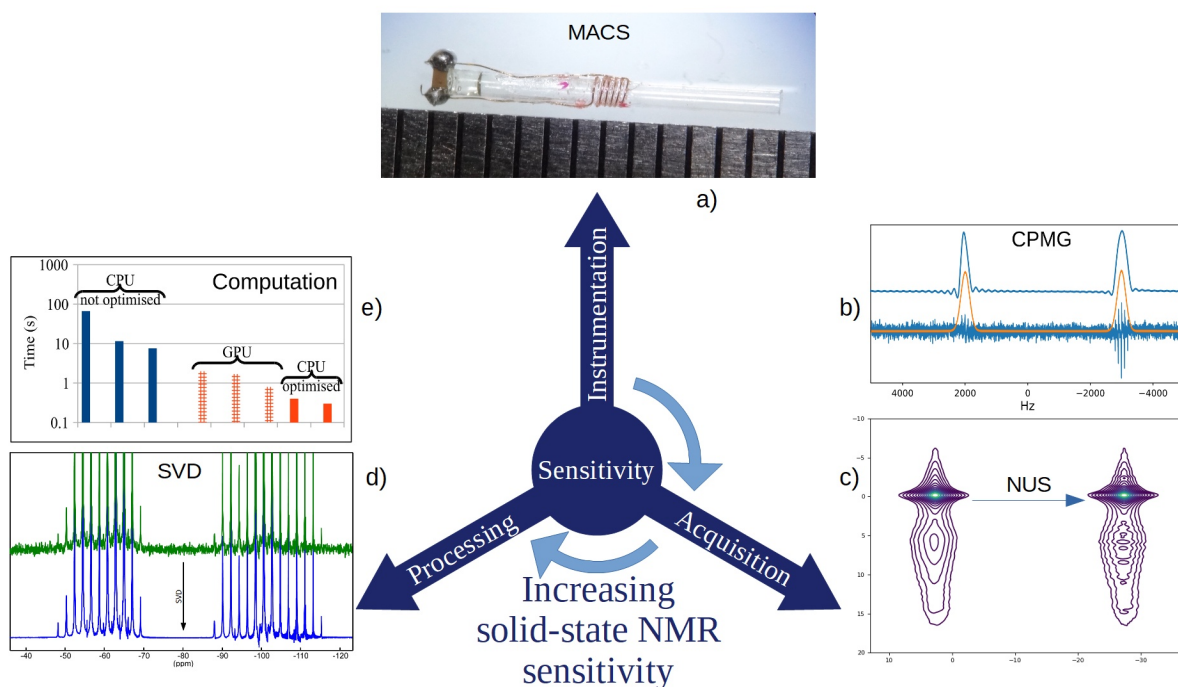 MACS
a)
Instrumentation
Sensitivity
Processing
Acquisition
Increasing
solid-state NMR
sensitivity
b)
CPMG
4000 2000 0 −2000 −4000
Hz
c)
NUS
−10
−5
0
5
10
15
20
10 0 −10 −20 −30
d)
SVD
SVD
-40 -50 -60 -70 -80 -90 -100 -110 -120
(ppm)
e)
Computation
CPU
not optimised
GPU
CPU
optimised
Time (s)
1000
100
10
1
0.1